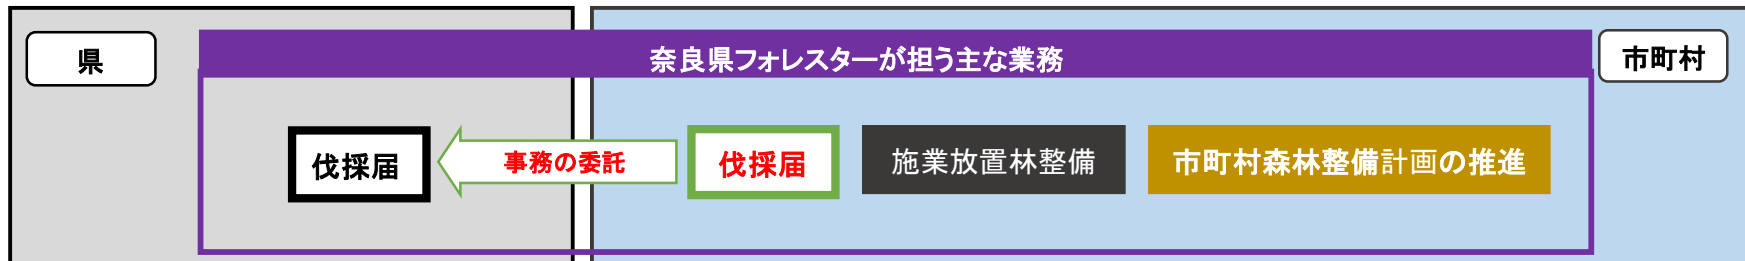 県
奈良県フォレスターが担う主な業務
市町村
伐採届
事務の委託
伐採届
施業放置林整備
市町村森林整備計画の推進